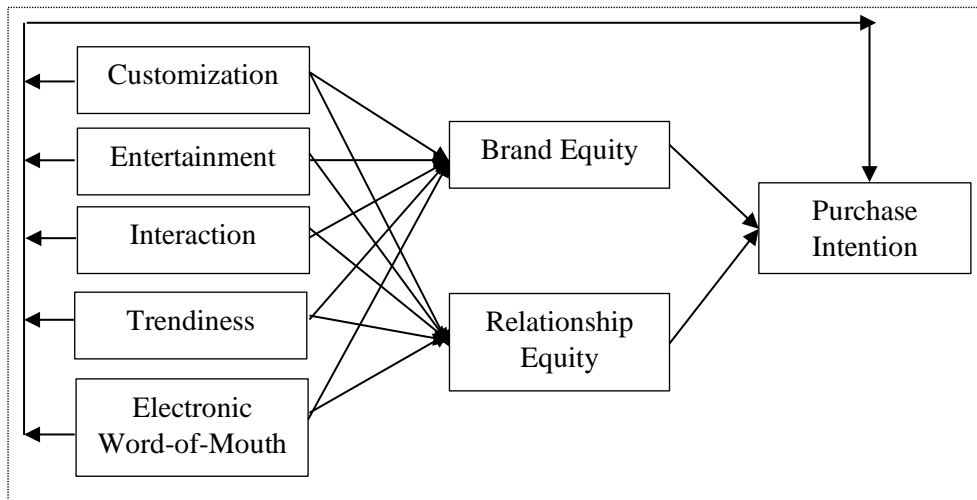 Customization
Entertainment
Interaction
Trendiness
Electronic
Word-of-Mouth
Brand Equity
Relationship
Equity
Purchase
Intention